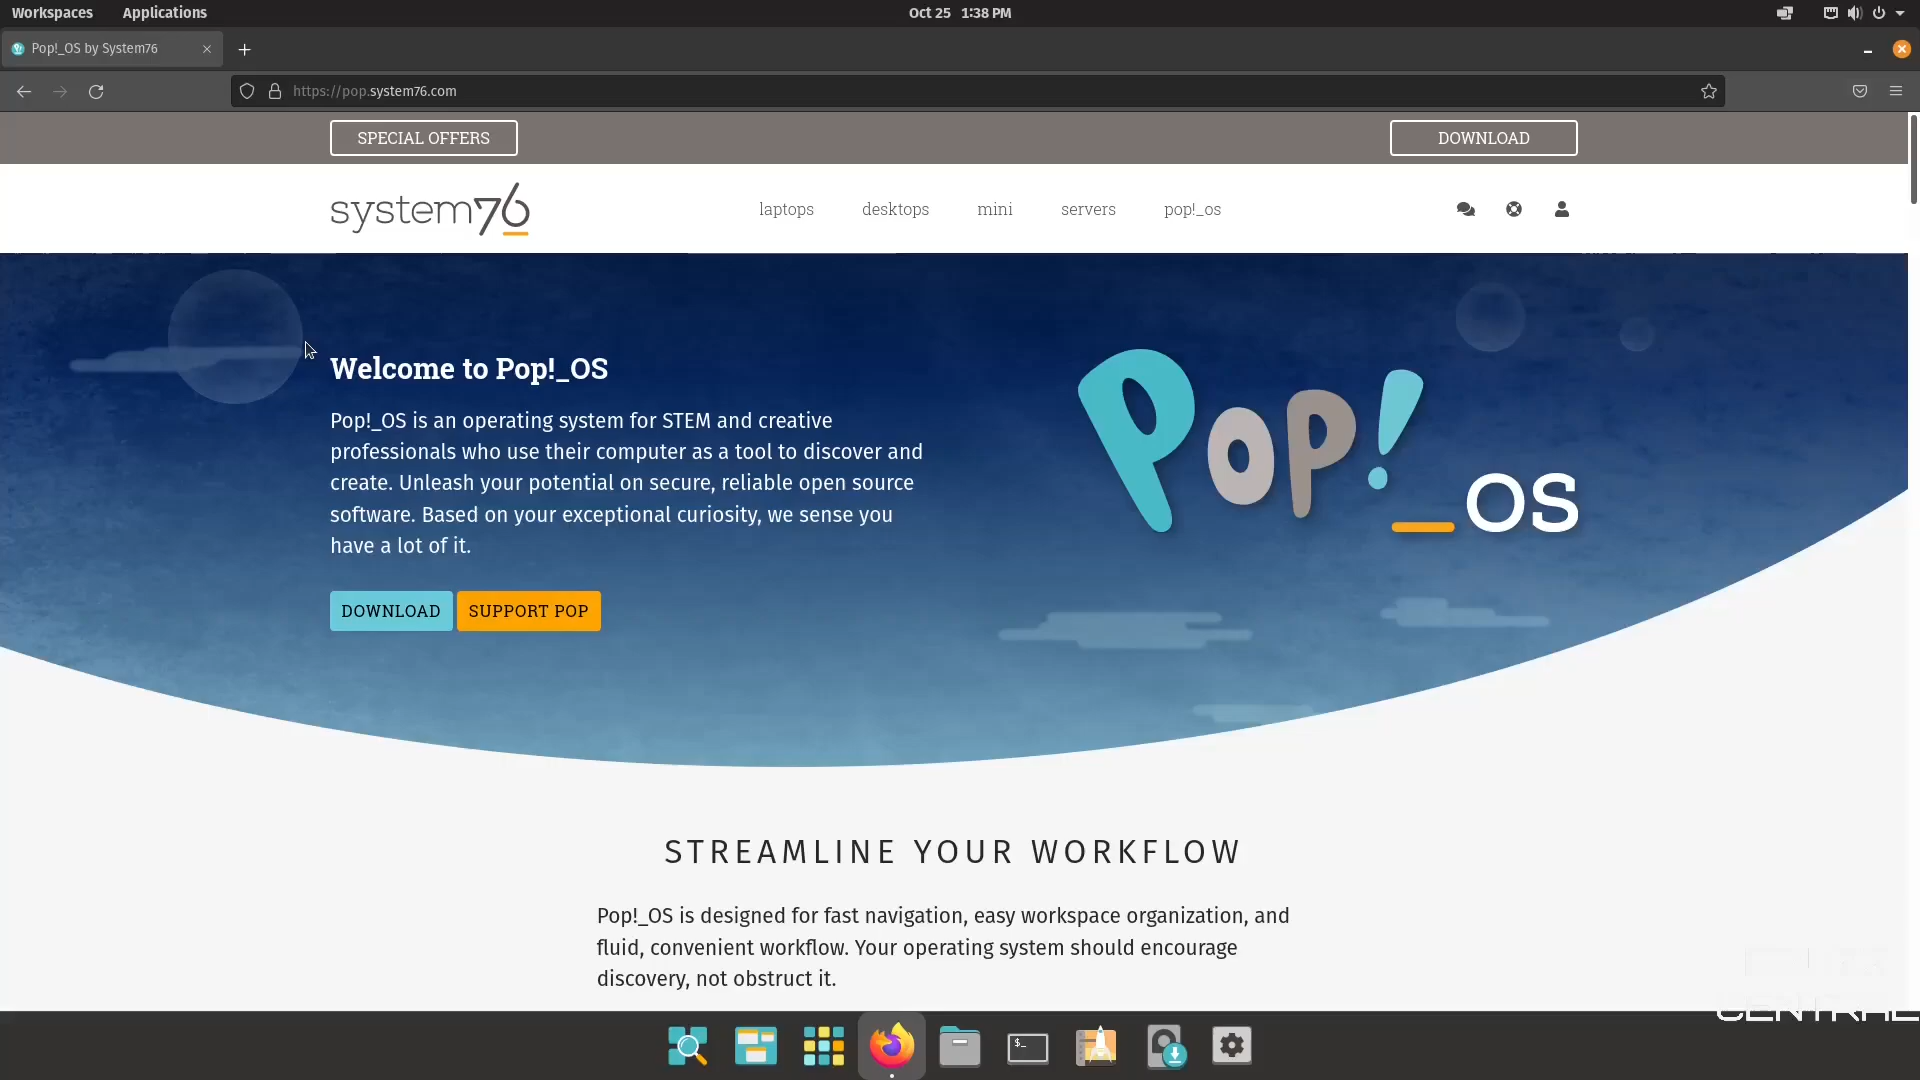 Workspaces Applications Oct 25 1:38 PM
Pop!_OS by System76
https://pop.system76.com
SPECIAL OFFERS DOWNLOAD
system76 laptops desktops mini servers pop!_os
Welcome to Pop!_OS
Pop!_OS is an operating system for STEM and creative
professionals who use their computer as a tool to discover and
create. Unleash your potential on secure, reliable open source
software. Based on your exceptional curiosity, we sense you
have a lot of it.
DOWNLOAD SUPPORT POP
Pop!_OS
STREAMLINE YOUR WORKFLOW
Pop!_OS is designed for fast navigation, easy workspace organization, and
fluid, convenient workflow. Your operating system should encourage
discovery, not obstruct it.
$_